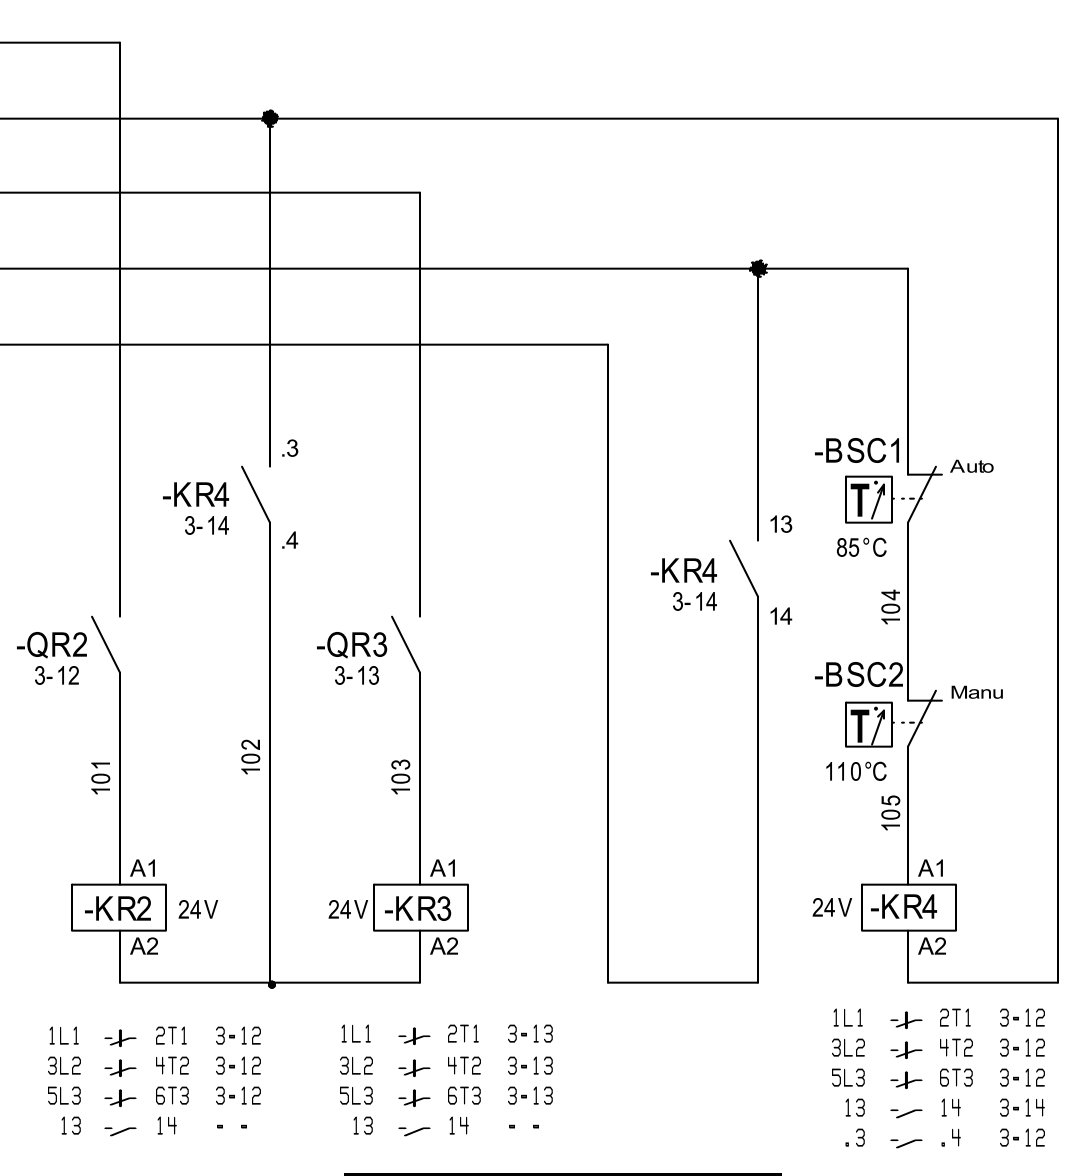 .3
-KR4
3-14
.4
-BSC1
Auto
T
85°C
13
-KR4
3-14
14
104
-QR2
3-12
-QR3
3-13
-BSC2
Manu
T
110°C
101
102
103
105
A1
-KR2 24V
A2
A1
24V -KR3
A2
A1
24V -KR4
A2
1L1 2T1 3-12
3L2 4T2 3-12
5L3 6T3 3-12
13 14 - -
1L1 2T1 3-13
3L2 4T2 3-13
5L3 6T3 3-13
13 14 - -
1L1 2T1 3-12
3L2 4T2 3-12
5L3 6T3 3-12
13 14 3-14
.3 .4 3-12